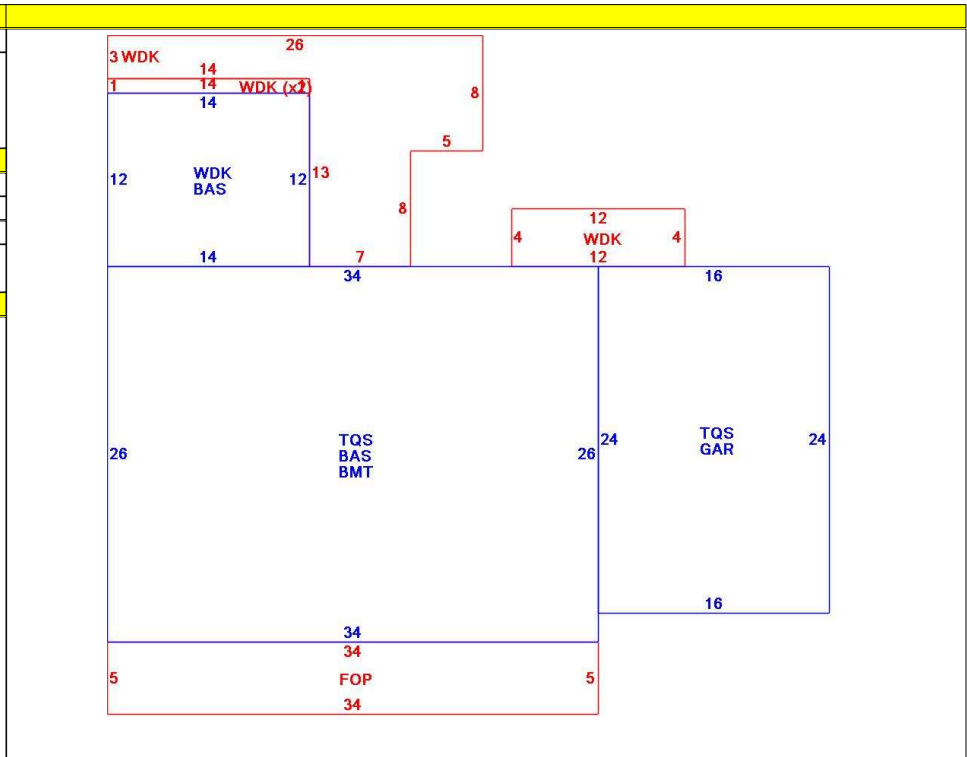 26
3 WDK
14
1 14 WDK (x2) 1
14
8
5
12 WDK 12 13
BAS
8
12
4 WDK 4
12
14 7
34 16
26 TQS 26 24 TQS 24
BAS GAR
BMT
16
34
34
5 FOP 5
34